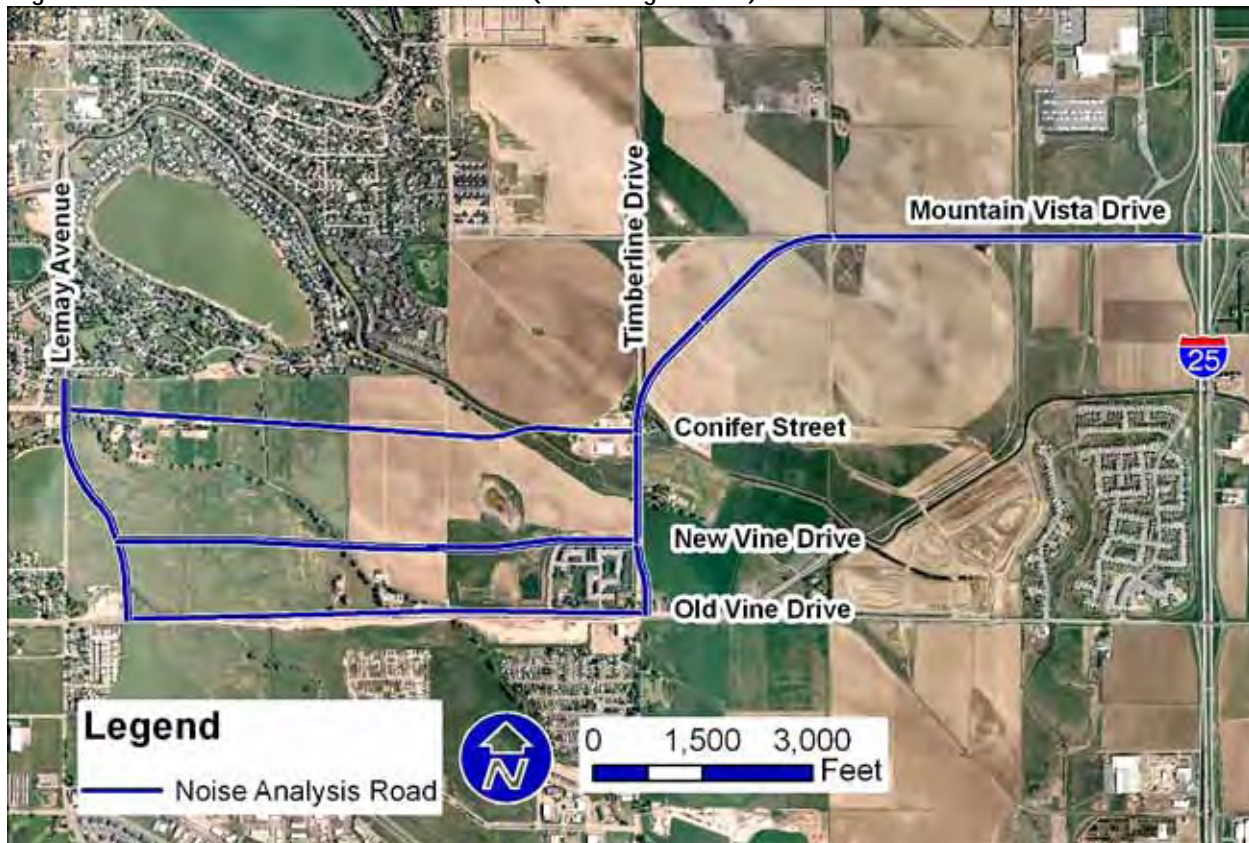 Lemay Avenue
Timberline Drive
Mountain Vista Drive
25
Conifer Street
New Vine Drive
Old Vine Drive
Legend
Noise Analysis Road
N
0 1,500 3,000
Feet